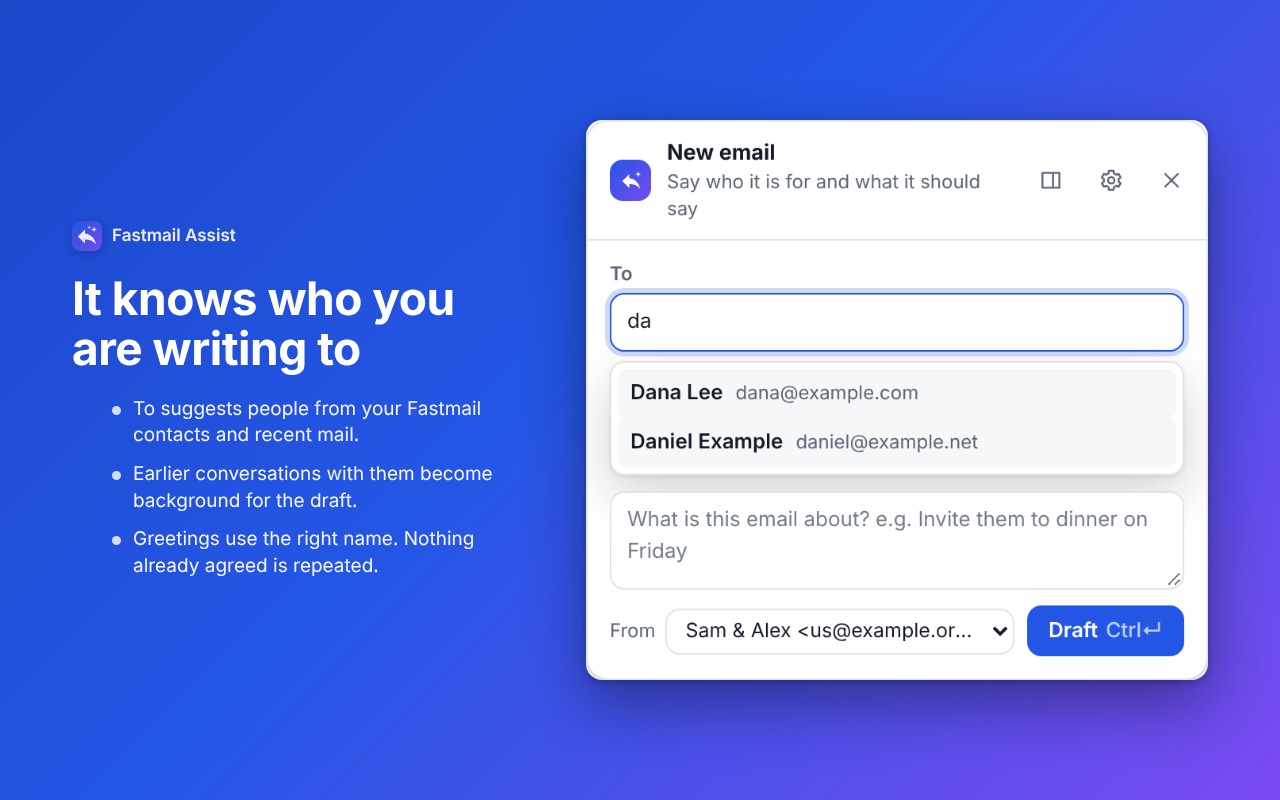 Fastmail Assist
It knows who you
are writing to
To suggests people from your Fastmail
contacts and recent mail.
Earlier conversations with them become
background for the draft.
Greetings use the right name. Nothing
already agreed is repeated.
New email
Say who it is for and what it should
say
To
da
Dana Lee dana@example.com
Daniel Example daniel@example.net
What is this email about? e.g. Invite them to dinner on
Friday
From Sam & Alex <us@example.or... Draft Ctrl↵